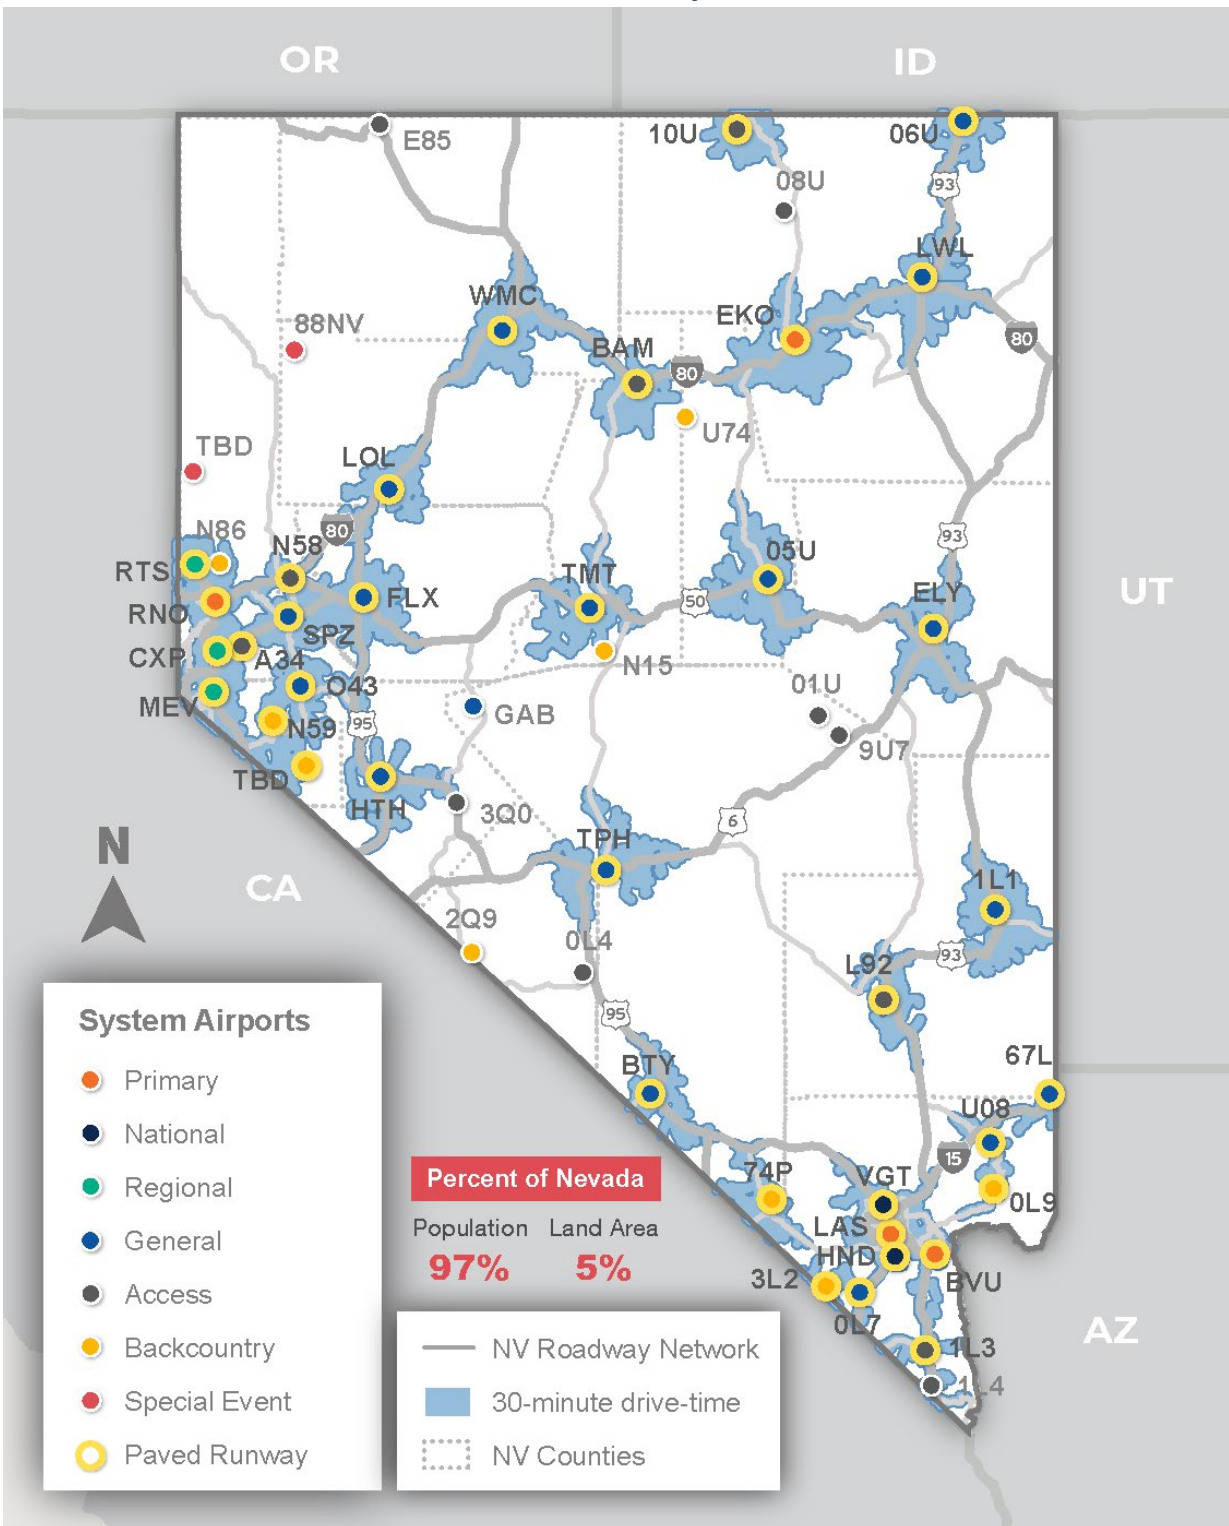 OR
ID
E85
10U
06U
08U
93
LWL
WMC
EKO
88NV
BAM
80
80
U74
TBD
LOL
N86
80
N58
93
RTS
TMT
05U
RNO
FLX
50
ELY
UT
SPZ
CXP
A34
N15
O43
01U
MEV
GAB
N59
95
9U7
TBD
HTH
3Q0
6
TPH
N
CA
1L1
2Q9
0L4
93
L92
95
67L
BTY
U08
15
74P
VGT
0L9
LAS
HND
3L2
BVU
0L7
AZ
1L3
1L4
System Airports
Primary
National
Regional
General
Access
Backcountry
Special Event
Paved Runway
Percent of Nevada
Population Land Area
97% 5%
NV Roadway Network
30-minute drive-time
NV Counties